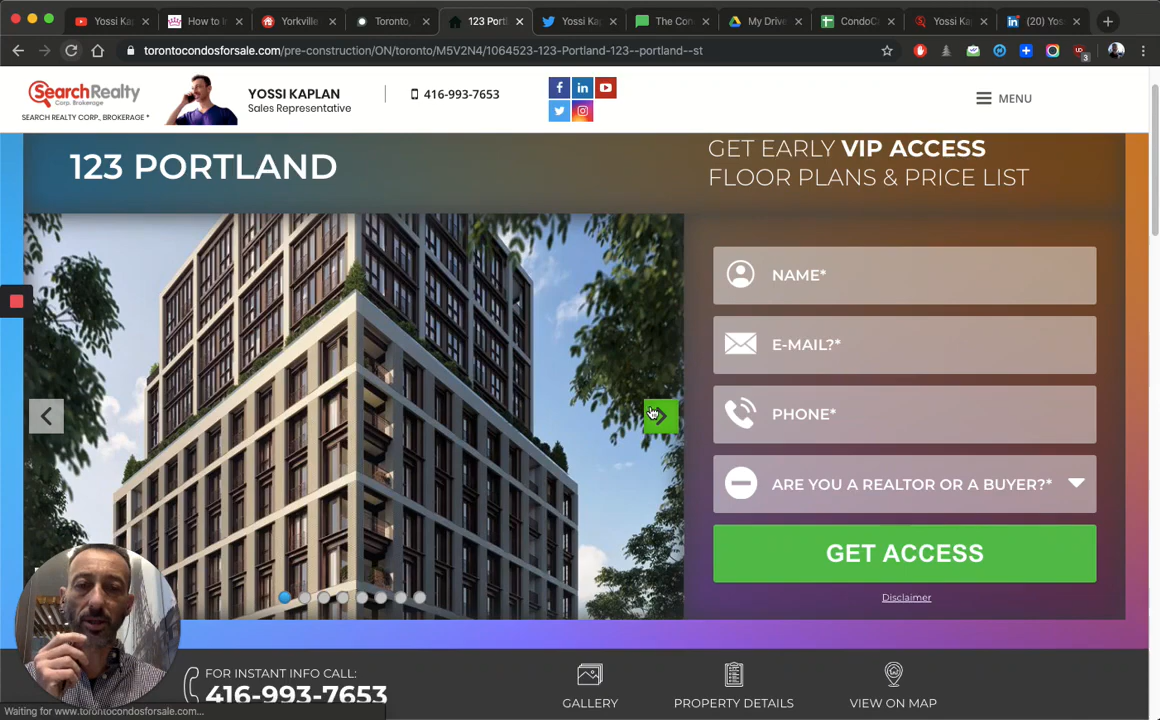 Yossi Ka
How to i
Yorkville
Toronto,
123 Portl
Yossi Ka
The Con
My Drive
CondoC
Yossi Ka
(20) Yos
torontocondosforsale.com/pre-construction/ON/toronto/M5V2N4/1064523-123-Portland-123--portland--st
3
SearchRealty
Corp. Brokerage
SEARCH REALTY CORP., BROKERAGE *
YOSSI KAPLAN
Sales Representative
416-993-7653
MENU
123 PORTLAND
GET EARLY VIP ACCESS
FLOOR PLANS & PRICE LIST
NAME*
E-MAIL?*
PHONE*
ARE YOU A REALTOR OR A BUYER?*
GET ACCESS
Disclaimer
FOR INSTANT INFO CALL:
416-993-7653
GALLERY
PROPERTY DETAILS
VIEW ON MAP
Waiting for www.torontocondosforsale.com...